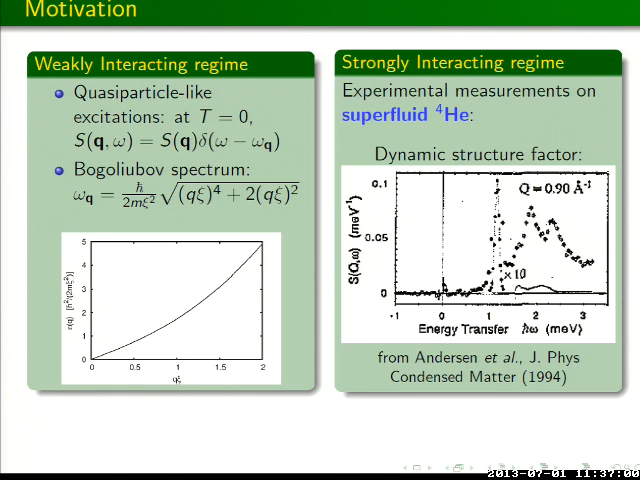 Motivation
Weakly Interacting regime
Quasiparticle-like
excitations: at T = 0,
S(q, ω) = S(q)δ(ω − ω_q)
Bogoliubov spectrum:
ω_q = ℏ/2mξ² √(qξ)⁴ + 2(qξ)²
5
4
3
2
1
0
ε(q) [ℏ²/(2mξ²)]
0 0.5 1 1.5 2
qξ
Strongly Interacting regime
Experimental measurements on
superfluid ⁴He:
Dynamic structure factor:
Q = 0.90 Å⁻¹
0.1
0.05
0
S(Q,ω) (meV⁻¹)
×10
-1 0 1 2 3
Energy Transfer ℏω (meV)
from Andersen et al., J. Phys
Condensed Matter (1994)
2013-07-01 11:37:00